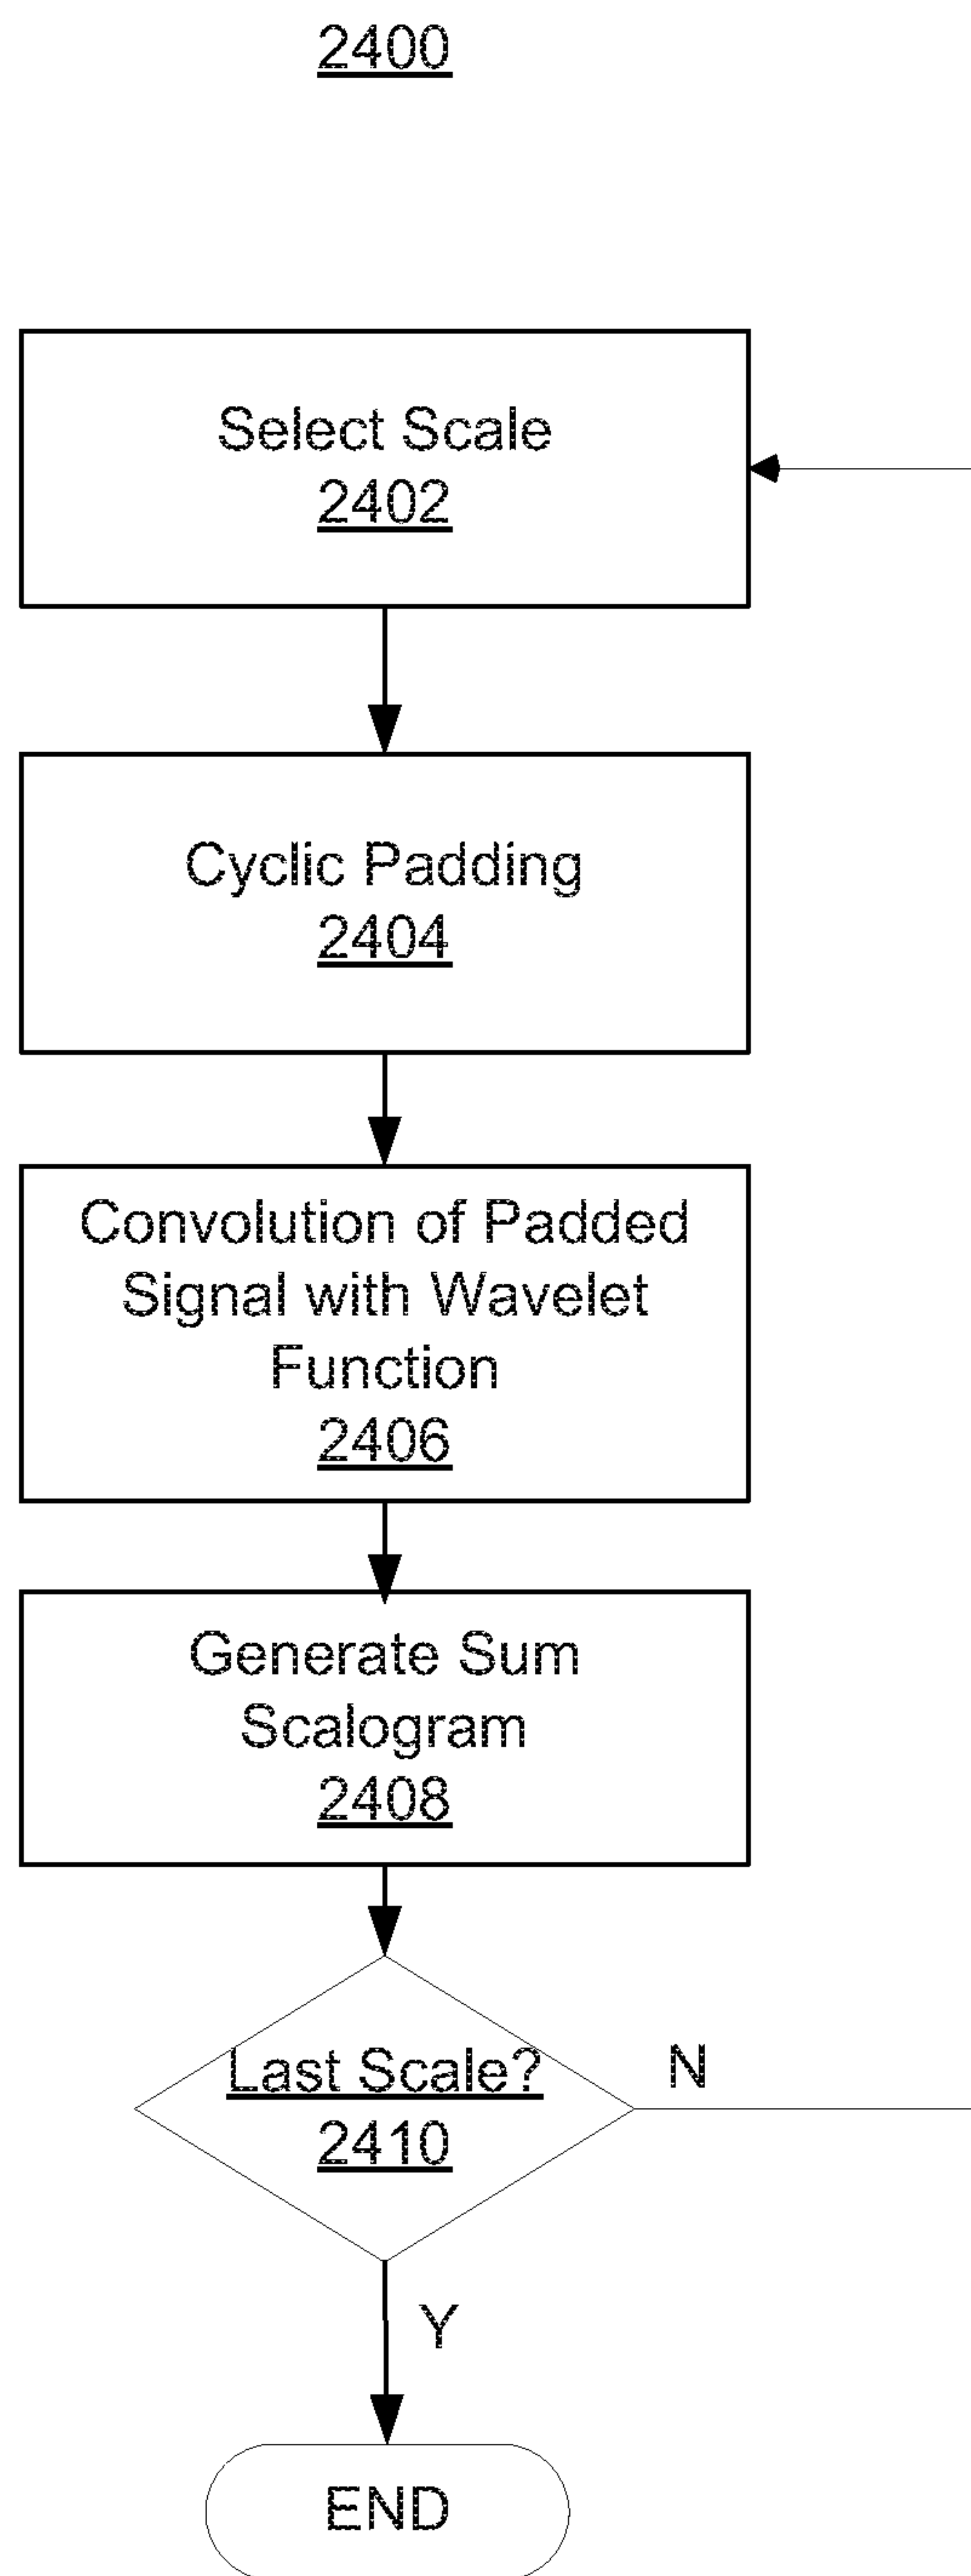 2400
Select Scale
2402
Cyclic Padding
2404
Convolution of Padded
Signal with Wavelet
Function
2406
Generate Sum
Scalogram
2408
Last Scale?
2410
N
Y
END